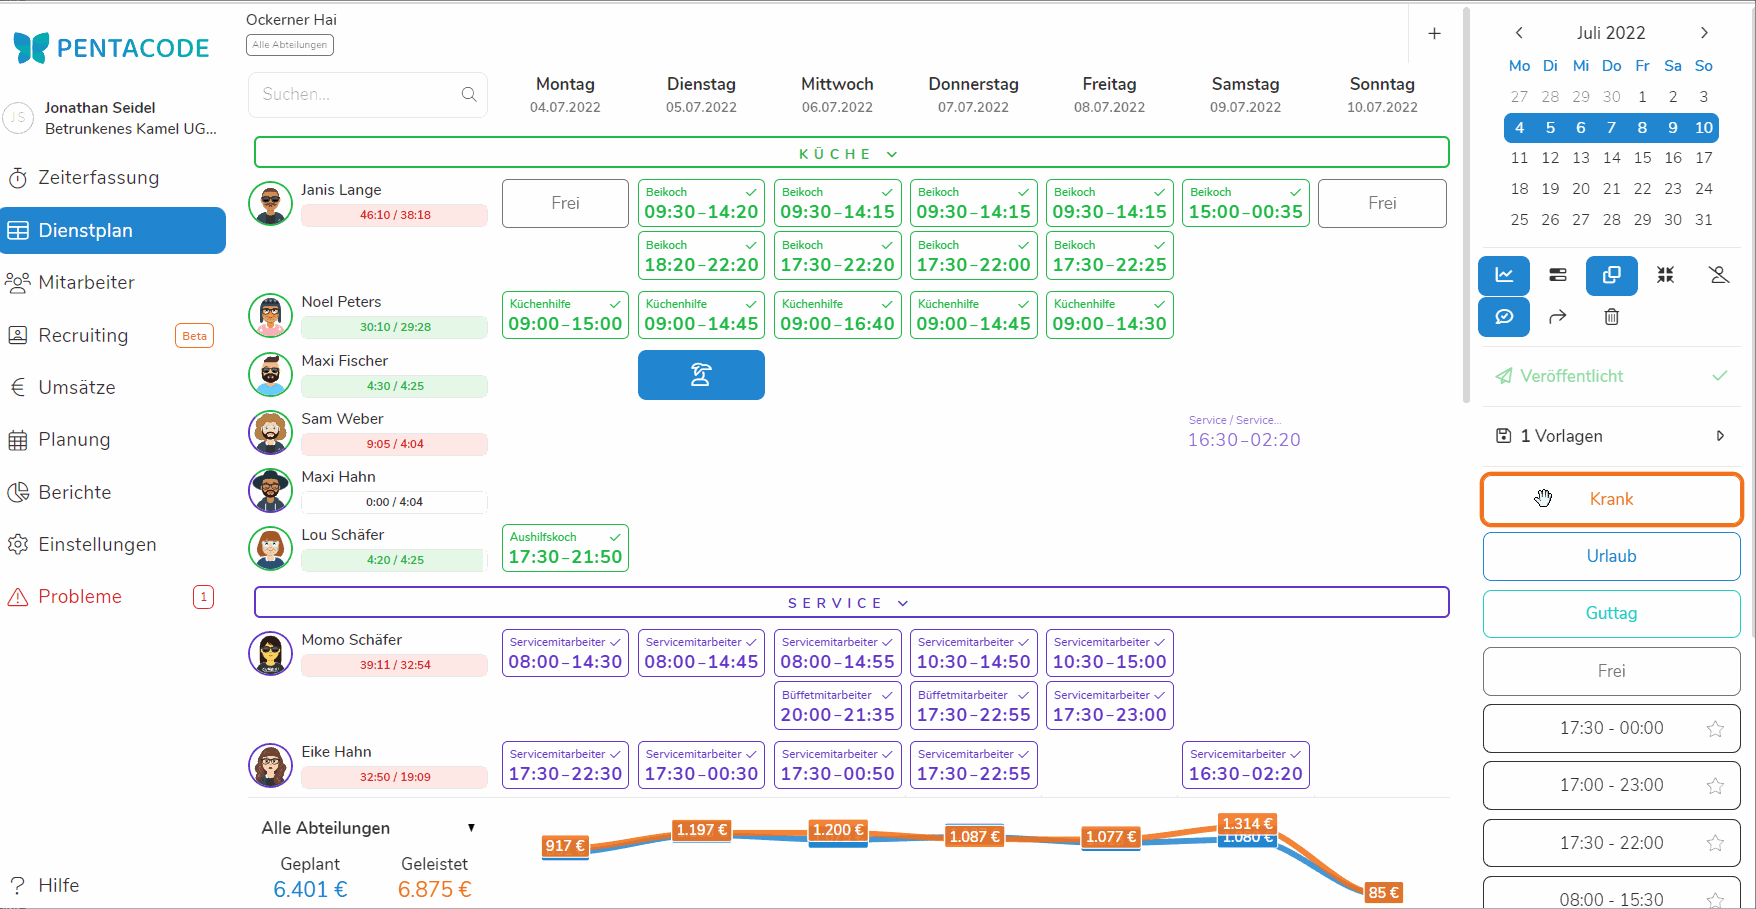 PENTACODE
JS
Jonathan Seidel
Betrunkenes Kamel UG...
Zeiterfassung
Dienstplan
Mitarbeiter
Recruiting Beta
Umsätze
Planung
Berichte
Einstellungen
Probleme 1
? Hilfe
Ockerner Hai
Alle Abteilungen
+
Suchen...
Montag Dienstag Mittwoch Donnerstag Freitag Samstag Sonntag
04.07.2022 05.07.2022 06.07.2022 07.07.2022 08.07.2022 09.07.2022 10.07.2022
KÜCHE
Janis Lange
46:10 / 38:18
Frei
Beikoch Beikoch Beikoch Beikoch Beikoch
09:30-14:20 09:30-14:15 09:30-14:15 09:30-14:15 15:00-00:35
Frei
Beikoch Beikoch Beikoch Beikoch
18:20-22:20 17:30-22:20 17:30-22:00 17:30-22:25
Noel Peters
30:10 / 29:28
Küchenhilfe Küchenhilfe Küchenhilfe Küchenhilfe Küchenhilfe
09:00-15:00 09:00-14:45 09:00-16:40 09:00-14:45 09:00-14:30
Maxi Fischer
4:30 / 4:25
Sam Weber
9:05 / 4:04
Service / Service...
16:30-02:20
Maxi Hahn
0:00 / 4:04
Lou Schäfer
4:20 / 4:25
Aushilfskoch
17:30-21:50
SERVICE
Momo Schäfer
39:11 / 32:54
Servicemitarbeiter Servicemitarbeiter Servicemitarbeiter Servicemitarbeiter Servicemitarbeiter
08:00-14:30 08:00-14:45 08:00-14:55 10:30-14:50 10:30-15:00
Büffetmitarbeiter Büffetmitarbeiter Servicemitarbeiter
20:00-21:35 17:30-22:55 17:30-23:00
Eike Hahn
32:50 / 19:09
Servicemitarbeiter Servicemitarbeiter Servicemitarbeiter Servicemitarbeiter Servicemitarbeiter
17:30-22:30 17:30-00:30 17:30-00:50 17:30-22:55 16:30-02:20
Alle Abteilungen
Geplant Geleistet
6.401 € 6.875 €
917 € 1.197 € 1.200 € 1.087 € 1.077 € 1.314 € 85 €
1.080 €
Juli 2022
Mo Di Mi Do Fr Sa So
27 28 29 30 1 2 3
4 5 6 7 8 9 10
11 12 13 14 15 16 17
18 19 20 21 22 23 24
25 26 27 28 29 30 31
Veröffentlicht
1 Vorlagen
Krank
Urlaub
Guttag
Frei
17:30 - 00:00
17:00 - 23:00
17:30 - 22:00
08:00 - 15:30